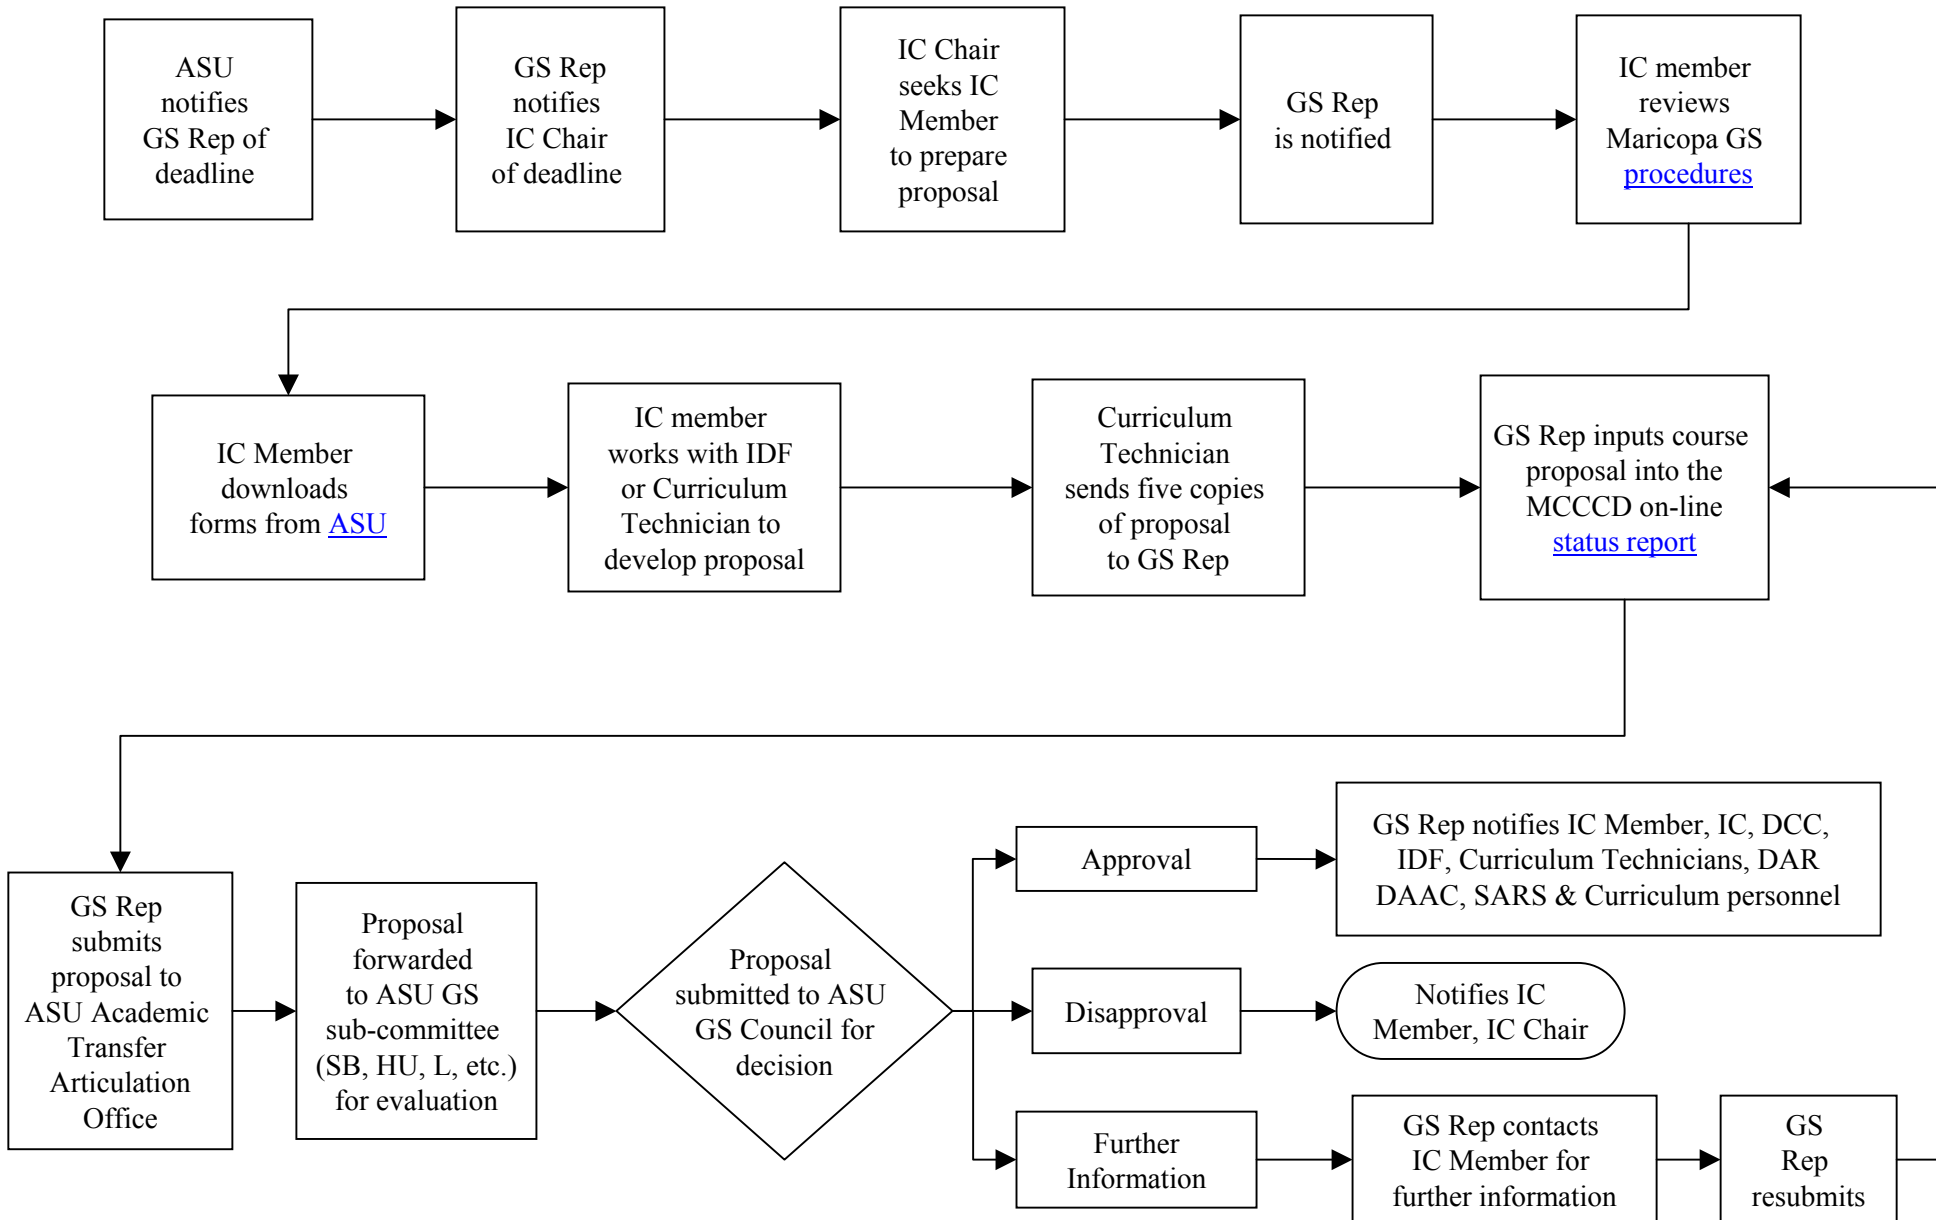 ASU
notifies
GS Rep of
deadline
GS Rep
notifies
IC Chair
of deadline
IC Chair
seeks IC
Member
to prepare
proposal
GS Rep
is notified
IC member
reviews
Maricopa GS
procedures
IC Member
downloads
forms from ASU
IC member
works with IDF
or Curriculum
Technician to
develop proposal
Curriculum
Technician
sends five copies
of proposal
to GS Rep
GS Rep inputs course
proposal into the
MCCCD on-line
status report
GS Rep
submits
proposal to
ASU Academic
Transfer
Articulation
Office
Proposal
forwarded
to ASU GS
sub-committee
(SB, HU, L, etc.)
for evaluation
Proposal
submitted to ASU
GS Council for
decision
Approval
GS Rep notifies IC Member, IC, DCC,
IDF, Curriculum Technicians, DAR
DAAC, SARS & Curriculum personnel
Disapproval
Notifies IC
Member, IC Chair
Further
Information
GS Rep contacts
IC Member for
further information
GS
Rep
resubmits